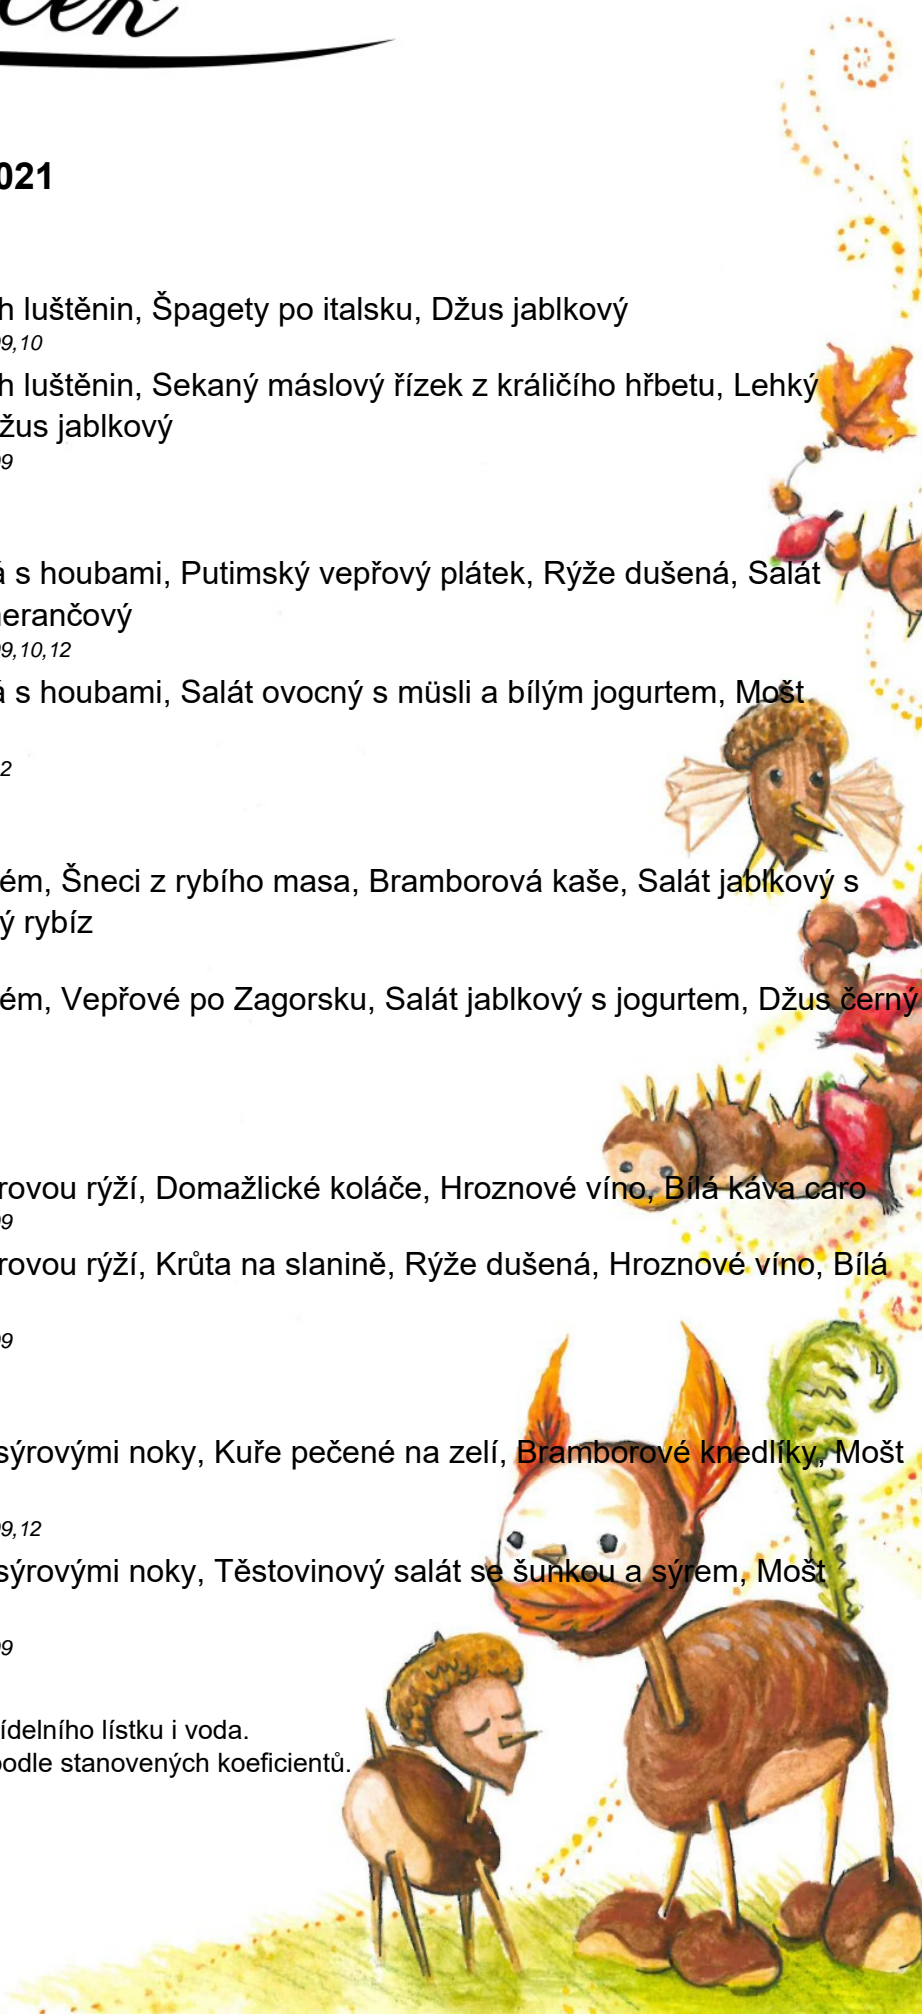 021
h luštěnin, Špagety po italsku, Džus jablkový
9,10
h luštěnin, Sekaný máslový řízek z králičího hřbetu, Lehký
žus jablkový
9
á s houbami, Putimský vepřový plátek, Rýže dušená, Salát
erančový
9,10,12
á s houbami, Salát ovocný s müsli a bílým jogurtem, Mošt
2
ém, Šneci z rybího masa, Bramborová kaše, Salát jablkový s
ý rybíz
ém, Vepřové po Zagorsku, Salát jablkový s jogurtem, Džus černý
rovou rýží, Domažlické koláče, Hroznové víno, Bílá káva caro
9
rovou rýží, Krůta na slanině, Rýže dušená, Hroznové víno, Bílá
9
sýrovými noky, Kuře pečené na zelí, Bramborové knedlíky, Mošt
9,12
sýrovými noky, Těstovinový salát se šunkou a sýrem, Mošt
9
ídelního lístku i voda.
podle stanovených koeficientů.